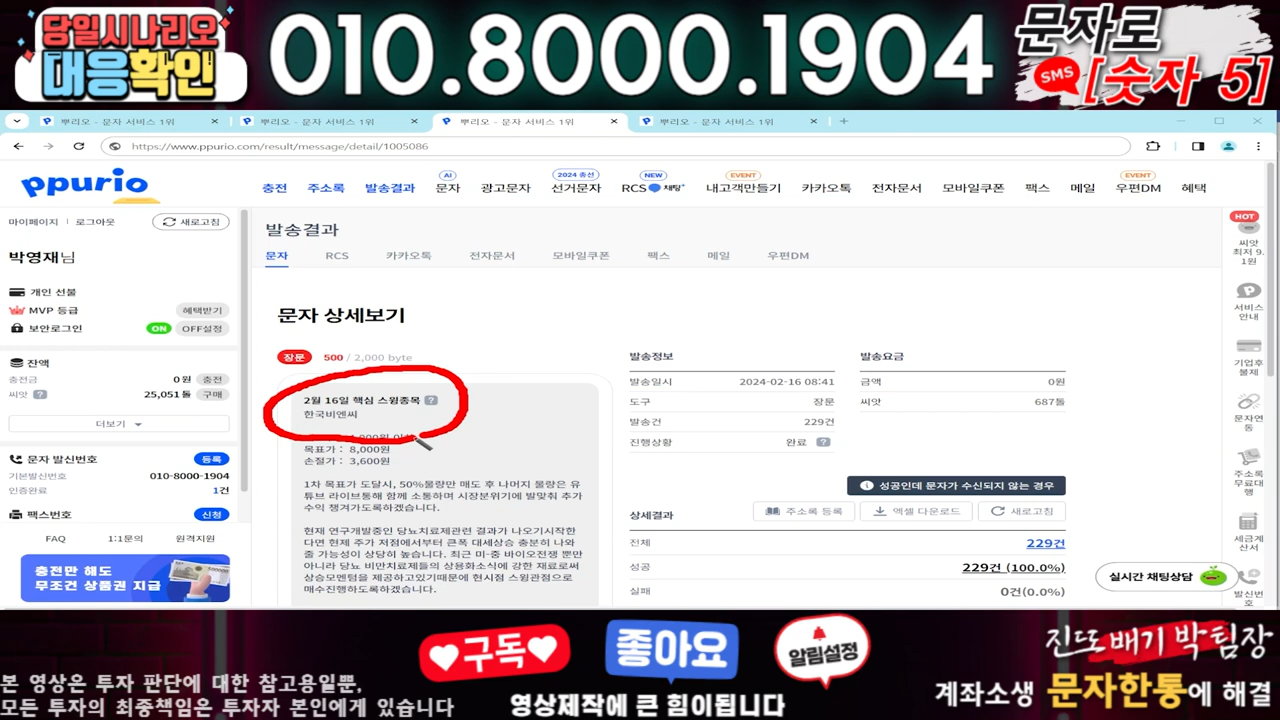 당일시나리오
대응확인
010.8000.1904
문자로
SMS
[숫자 5]
뿌리오 - 문자 서비스 1위
뿌리오 - 문자 서비스 1위
뿌리오 - 문자 서비스 1위
뿌리오 - 문자 서비스 1위
https://www.ppurio.com/result/message/detail/1005086
ppurio
충전
주소록
발송결과
AI
문자
광고문자
2024 총선
선거문자
NEW
RCS 채팅+
EVENT
내고객만들기
카카오톡
전자문서
모바일쿠폰
팩스
메일
EVENT
우편DM
혜택
마이페이지 | 로그아웃
새로고침
박영재님
개인 선불
MVP 등급
혜택받기
보안로그인
ON
OFF설정
잔액
충전금 0원 충전
씨앗 ? 25,051톨 구매
더보기
문자 발신번호 등록
기본발신번호 010-8000-1904
인증완료 1건
팩스번호 신청
FAQ 1:1문의 원격지원
충전만 해도
무조건 상품권 지급
발송결과
문자 RCS 카카오톡 전자문서 모바일쿠폰 팩스 메일 우편DM
문자 상세보기
장문 500 / 2,000 byte
2월 16일 핵심 스윙종목 ?
한국비엔씨
목표가 : 8,000원
손절가 : 3,600원
1차 목표가 도달시, 50%물량만 매도 후 나머지 물량은 유
튜브 라이브통해 함께 소통하며 시장분위기에 발맞춰 추가
수익 챙겨가도록하겠습니다.
현재 연구개발중인 당뇨치료제관련 결과가 나오기시작한
다면 현재 주가 저점에서부터 큰폭 대세상승 충분히 나와
줄 가능성이 상당히 높습니다. 최근 미·중 바이오전쟁 뿐만
아니라 당뇨 비만치료제들의 상용화소식에 강한 재료로써
상승모멘텀을 제공하고있기때문에 현시점 스윙관점으로
매수진행하도록하겠습니다.
발송정보
발송일시 2024-02-16 08:41
도구 장문
발송건 229건
진행상황 완료 ?
발송요금
금액 0원
씨앗 687톨
성공인데 문자가 수신되지 않는 경우
상세결과
주소록 등록
엑셀 다운로드
새로고침
전체 229건
성공 229건 (100.0%)
실패 0건(0.0%)
HOT
씨앗
최저 9.
1원
서비스
안내
기업후
불제
문자연
동
주소록
무료대
행
세금계
산서
발신번
호
실시간 채팅상담
본 영상은 투자 판단에 대한 참고용일뿐,
모든 투자의 최종책임은 투자자 본인에게 있습니다
구독
좋아요
알림설정
영상제작에 큰 힘이됩니다
진또배기 박팀장
계좌소생 문자한통에 해결